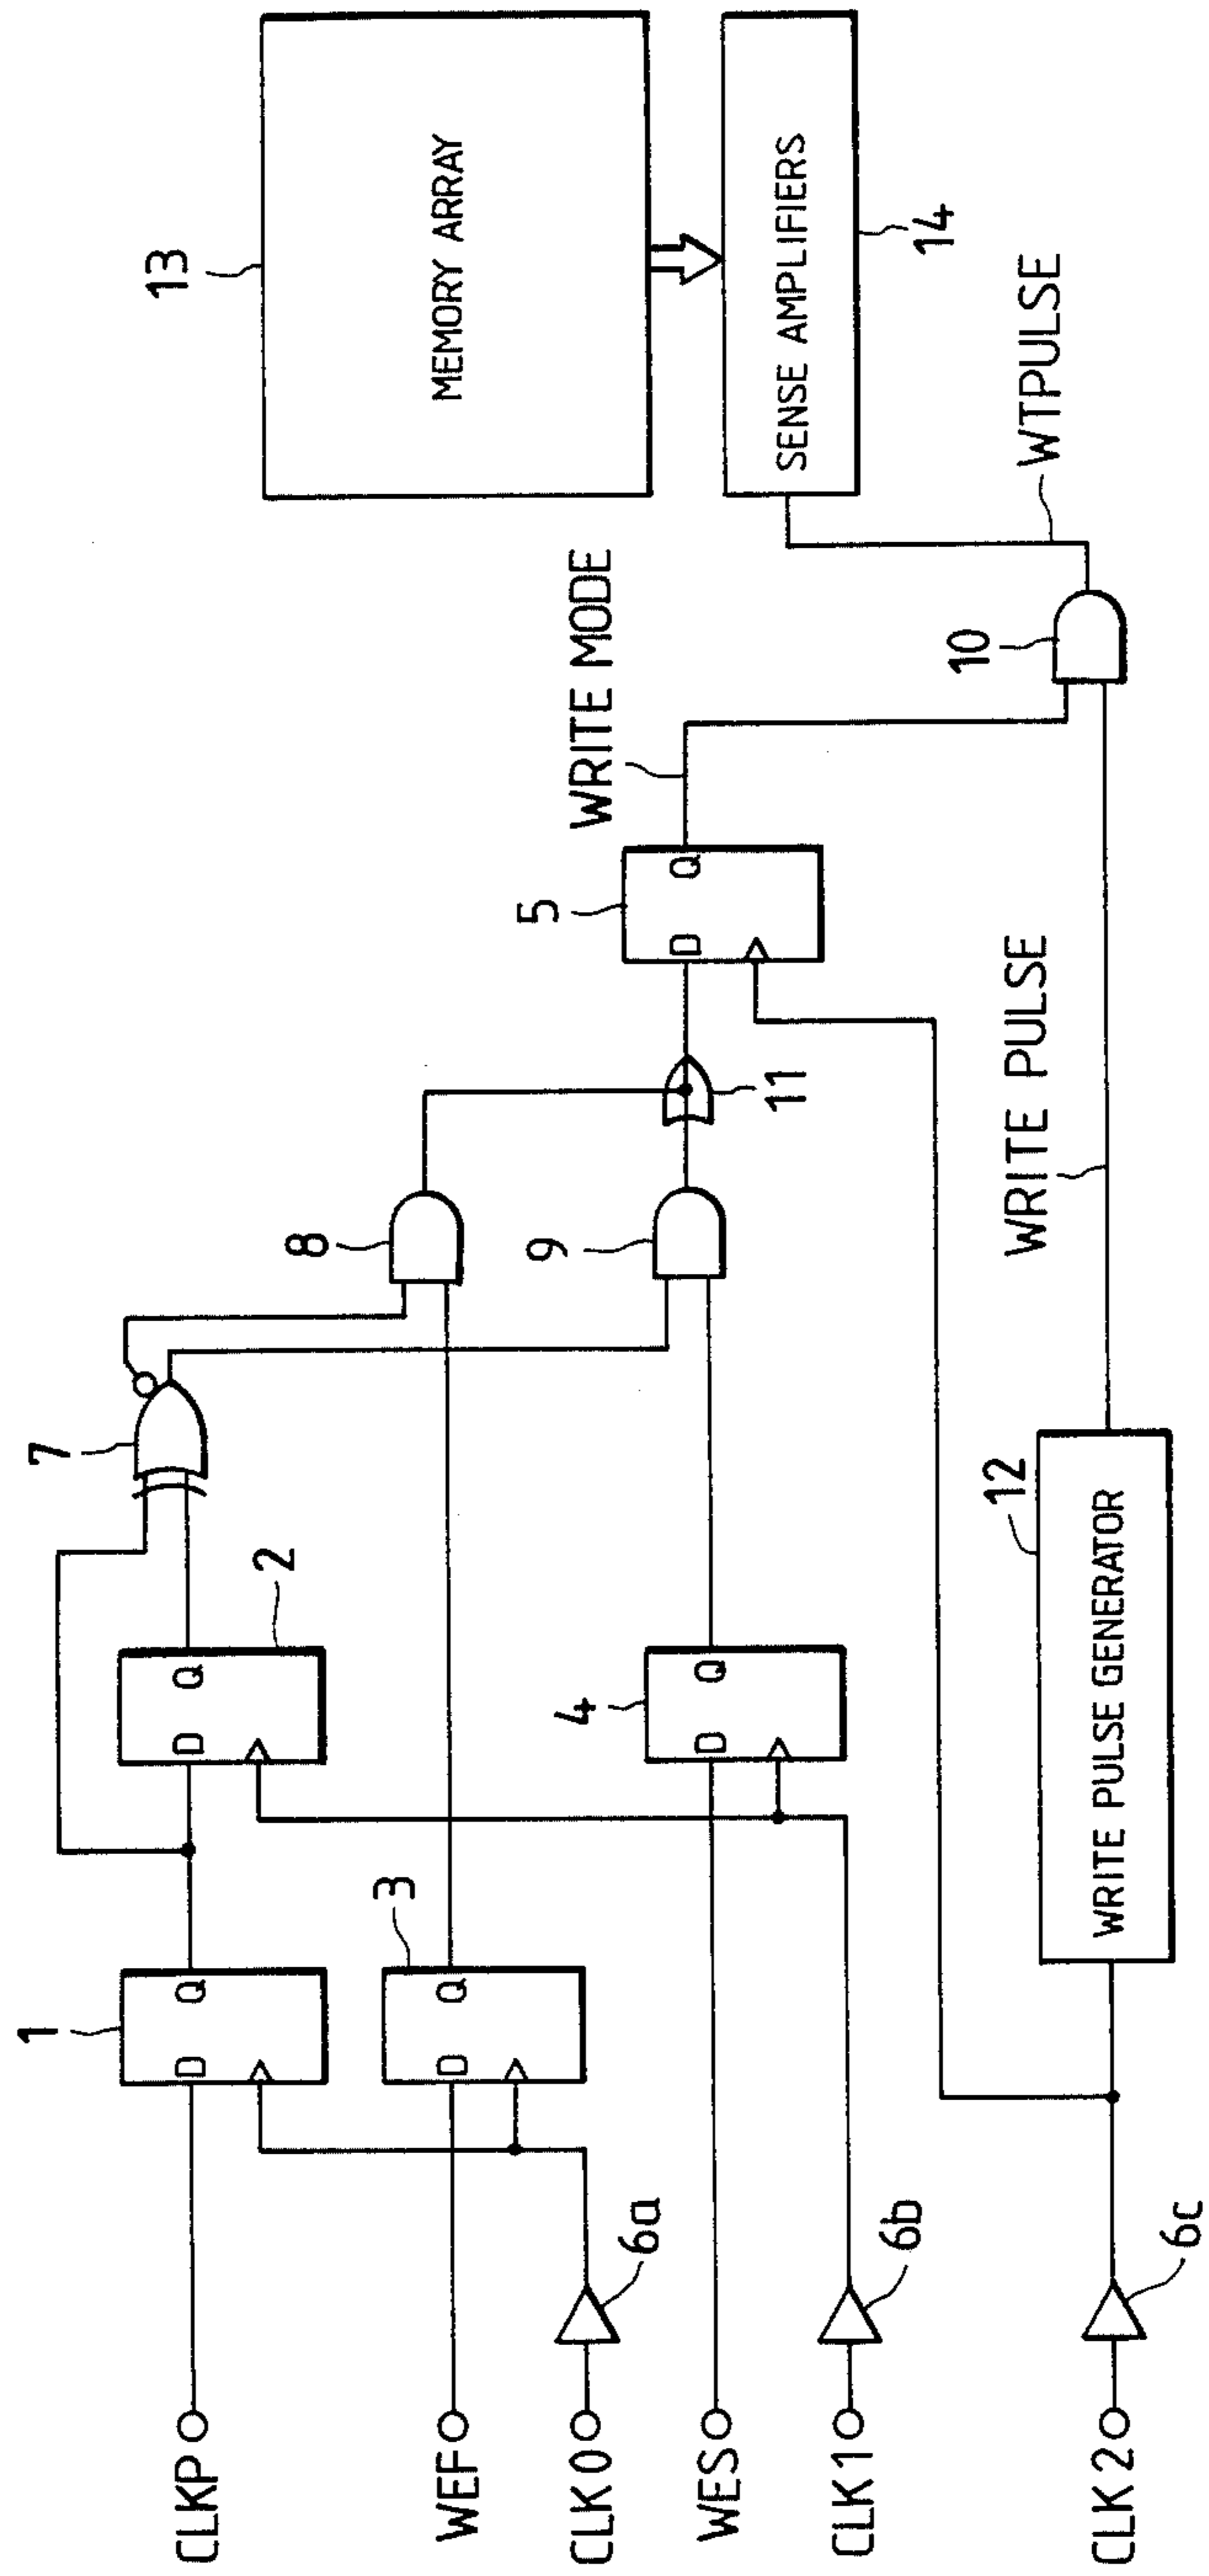 CLKP
WEF
CLK0
WES
CLK1
CLK2
6a
6b
6c
1
D
Q
3
D
Q
2
D
Q
4
D
Q
7
8
9
11
5
D
Q
WRITE MODE
12
WRITE PULSE GENERATOR
WRITE PULSE
10
WTPULSE
13
MEMORY ARRAY
SENSE AMPLIFIERS
14